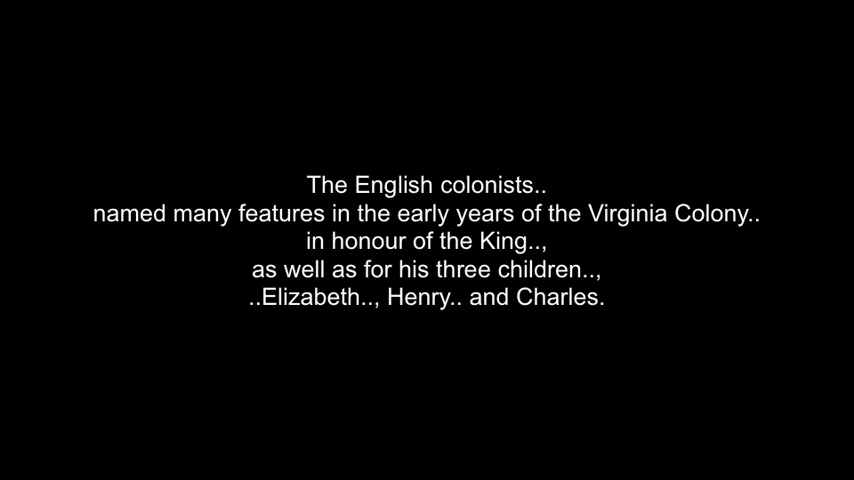 The English colonists..
named many features in the early years of the Virginia Colony..
in honour of the King..,
as well as for his three children..,
..Elizabeth.., Henry.. and Charles.